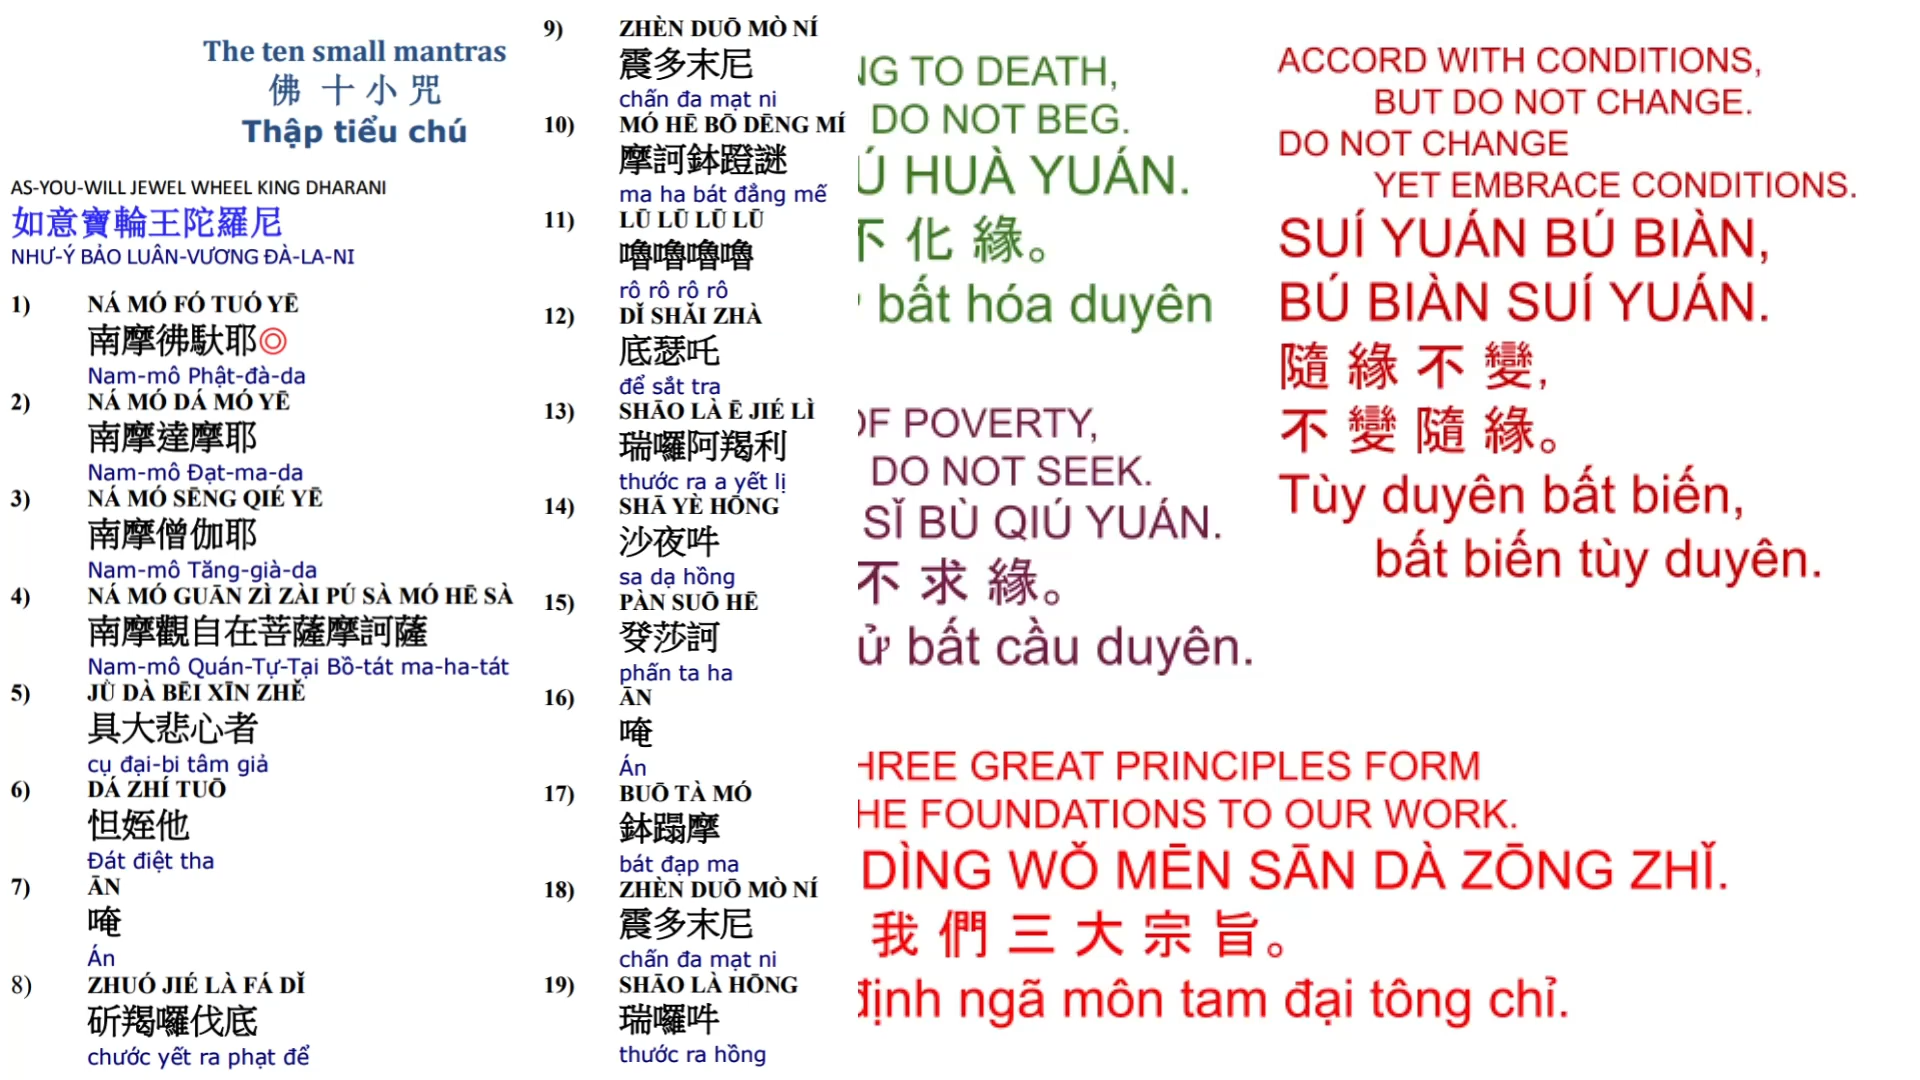 The ten small mantras
佛 十 小 咒
Thập tiểu chú
AS-YOU-WILL JEWEL WHEEL KING DHARANI
如意寶輪王陀羅尼
NHƯ-Ý BẢO LUÂN-VƯƠNG ĐÀ-LA-NI
1) NÁ MÓ FÓ TUÓ YĒ
南摩彿馱耶◎
Nam-mô Phật-đà-da
2) NÁ MÓ DÁ MÓ YĒ
南摩達摩耶
Nam-mô Đạt-ma-da
3) NÁ MÓ SĒNG QIÉ YĒ
南摩僧伽耶
Nam-mô Tăng-già-da
4) NÁ MÓ GUĀN ZÌ ZÀI PÚ SÀ MÓ HĒ SÀ
南摩觀自在菩薩摩訶薩
Nam-mô Quán-Tự-Tại Bồ-tát ma-ha-tát
5) JÙ DÀ BĒI XĪN ZHĚ
具大悲心者
cụ đại-bi tâm giả
6) DÁ ZHÍ TUŌ
怛姪他
Đát điệt tha
7) ĀN
唵
Án
8) ZHUÓ JIÉ LÀ FÁ DǏ
斫羯囉伐底
chước yết ra phạt để
9) ZHÈN DUŌ MÒ NÍ
震多末尼
chấn đa mạt ni
10) MÓ HĒ BŌ DĒNG MÍ
摩訶鉢蹬謎
ma ha bát đẳng mế
11) LŪ LŪ LŪ LŪ
嚕嚕嚕嚕
rô rô rô rô
12) DǏ SHǍI ZHÀ
底瑟吒
để sắt tra
13) SHĀO LÀ Ē JIÉ LÌ
瑞囉阿羯利
thước ra a yết lị
14) SHĀ YÈ HŌNG
沙夜吽
sa dạ hồng
15) PÀN SUŌ HĒ
癹莎訶
phấn ta ha
16) ĀN
唵
Án
17) BUŌ TÀ MÓ
鉢蹋摩
bát đạp ma
18) ZHÈN DUŌ MÒ NÍ
震多末尼
chấn đa mạt ni
19) SHĀO LÀ HŌNG
瑞囉吽
thước ra hồng
TO DEATH,
DO NOT BEG.
HUÀ YUÁN.
不 化 緣。
bất hóa duyên
OF POVERTY,
DO NOT SEEK.
SǏ BÙ QIÚ YUÁN.
不 求 緣。
bất cầu duyên.
THREE GREAT PRINCIPLES FORM
THE FOUNDATIONS TO OUR WORK.
DÌNG WǑ MĒN SĀN DÀ ZŌNG ZHǏ.
我 們 三 大 宗 旨。
định ngã môn tam đại tông chỉ.
ACCORD WITH CONDITIONS,
BUT DO NOT CHANGE.
DO NOT CHANGE
YET EMBRACE CONDITIONS.
SUÍ YUÁN BÚ BIÀN,
BÚ BIÀN SUÍ YUÁN.
隨 緣 不 變,
不 變 隨 緣。
Tùy duyên bất biến,
bất biến tùy duyên.